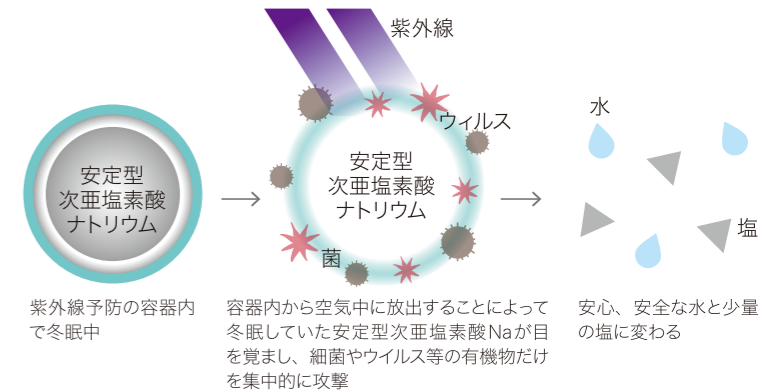 紫外線
ウィルス
水
安定型
次亜塩素酸
ナトリウム
安定型
次亜塩素酸
ナトリウム
塩
菌
紫外線予防の容器内
で冬眠中
容器内から空気中に放出することによって
冬眠していた安定型次亜塩素酸Naが目
を覚まし、細菌やウイルス等の有機物だけ
を集中的に攻撃
安心、安全な水と少量
の塩に変わる